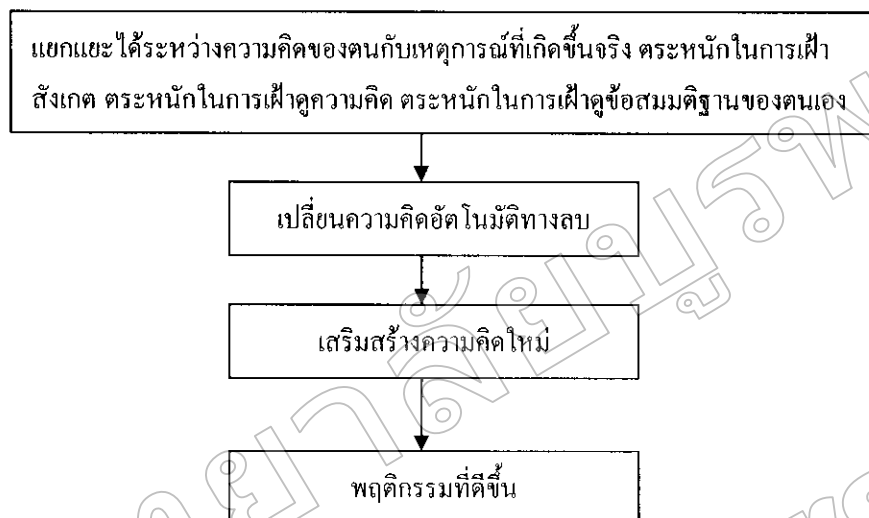 แยกแยะได้ระหว่างความคิดของตนกับเหตุการณ์ที่เกิดขึ้นจริง ตระหนักในการเฝ้า
สังเกต ตระหนักในการเฝ้าดูความคิด ตระหนักในการเฝ้าดูข้อสมมติฐานของตนเอง
เปลี่ยนความคิดอัตโนมัติทางลบ
เสริมสร้างความคิดใหม่
พฤติกรรมที่ดีขึ้น